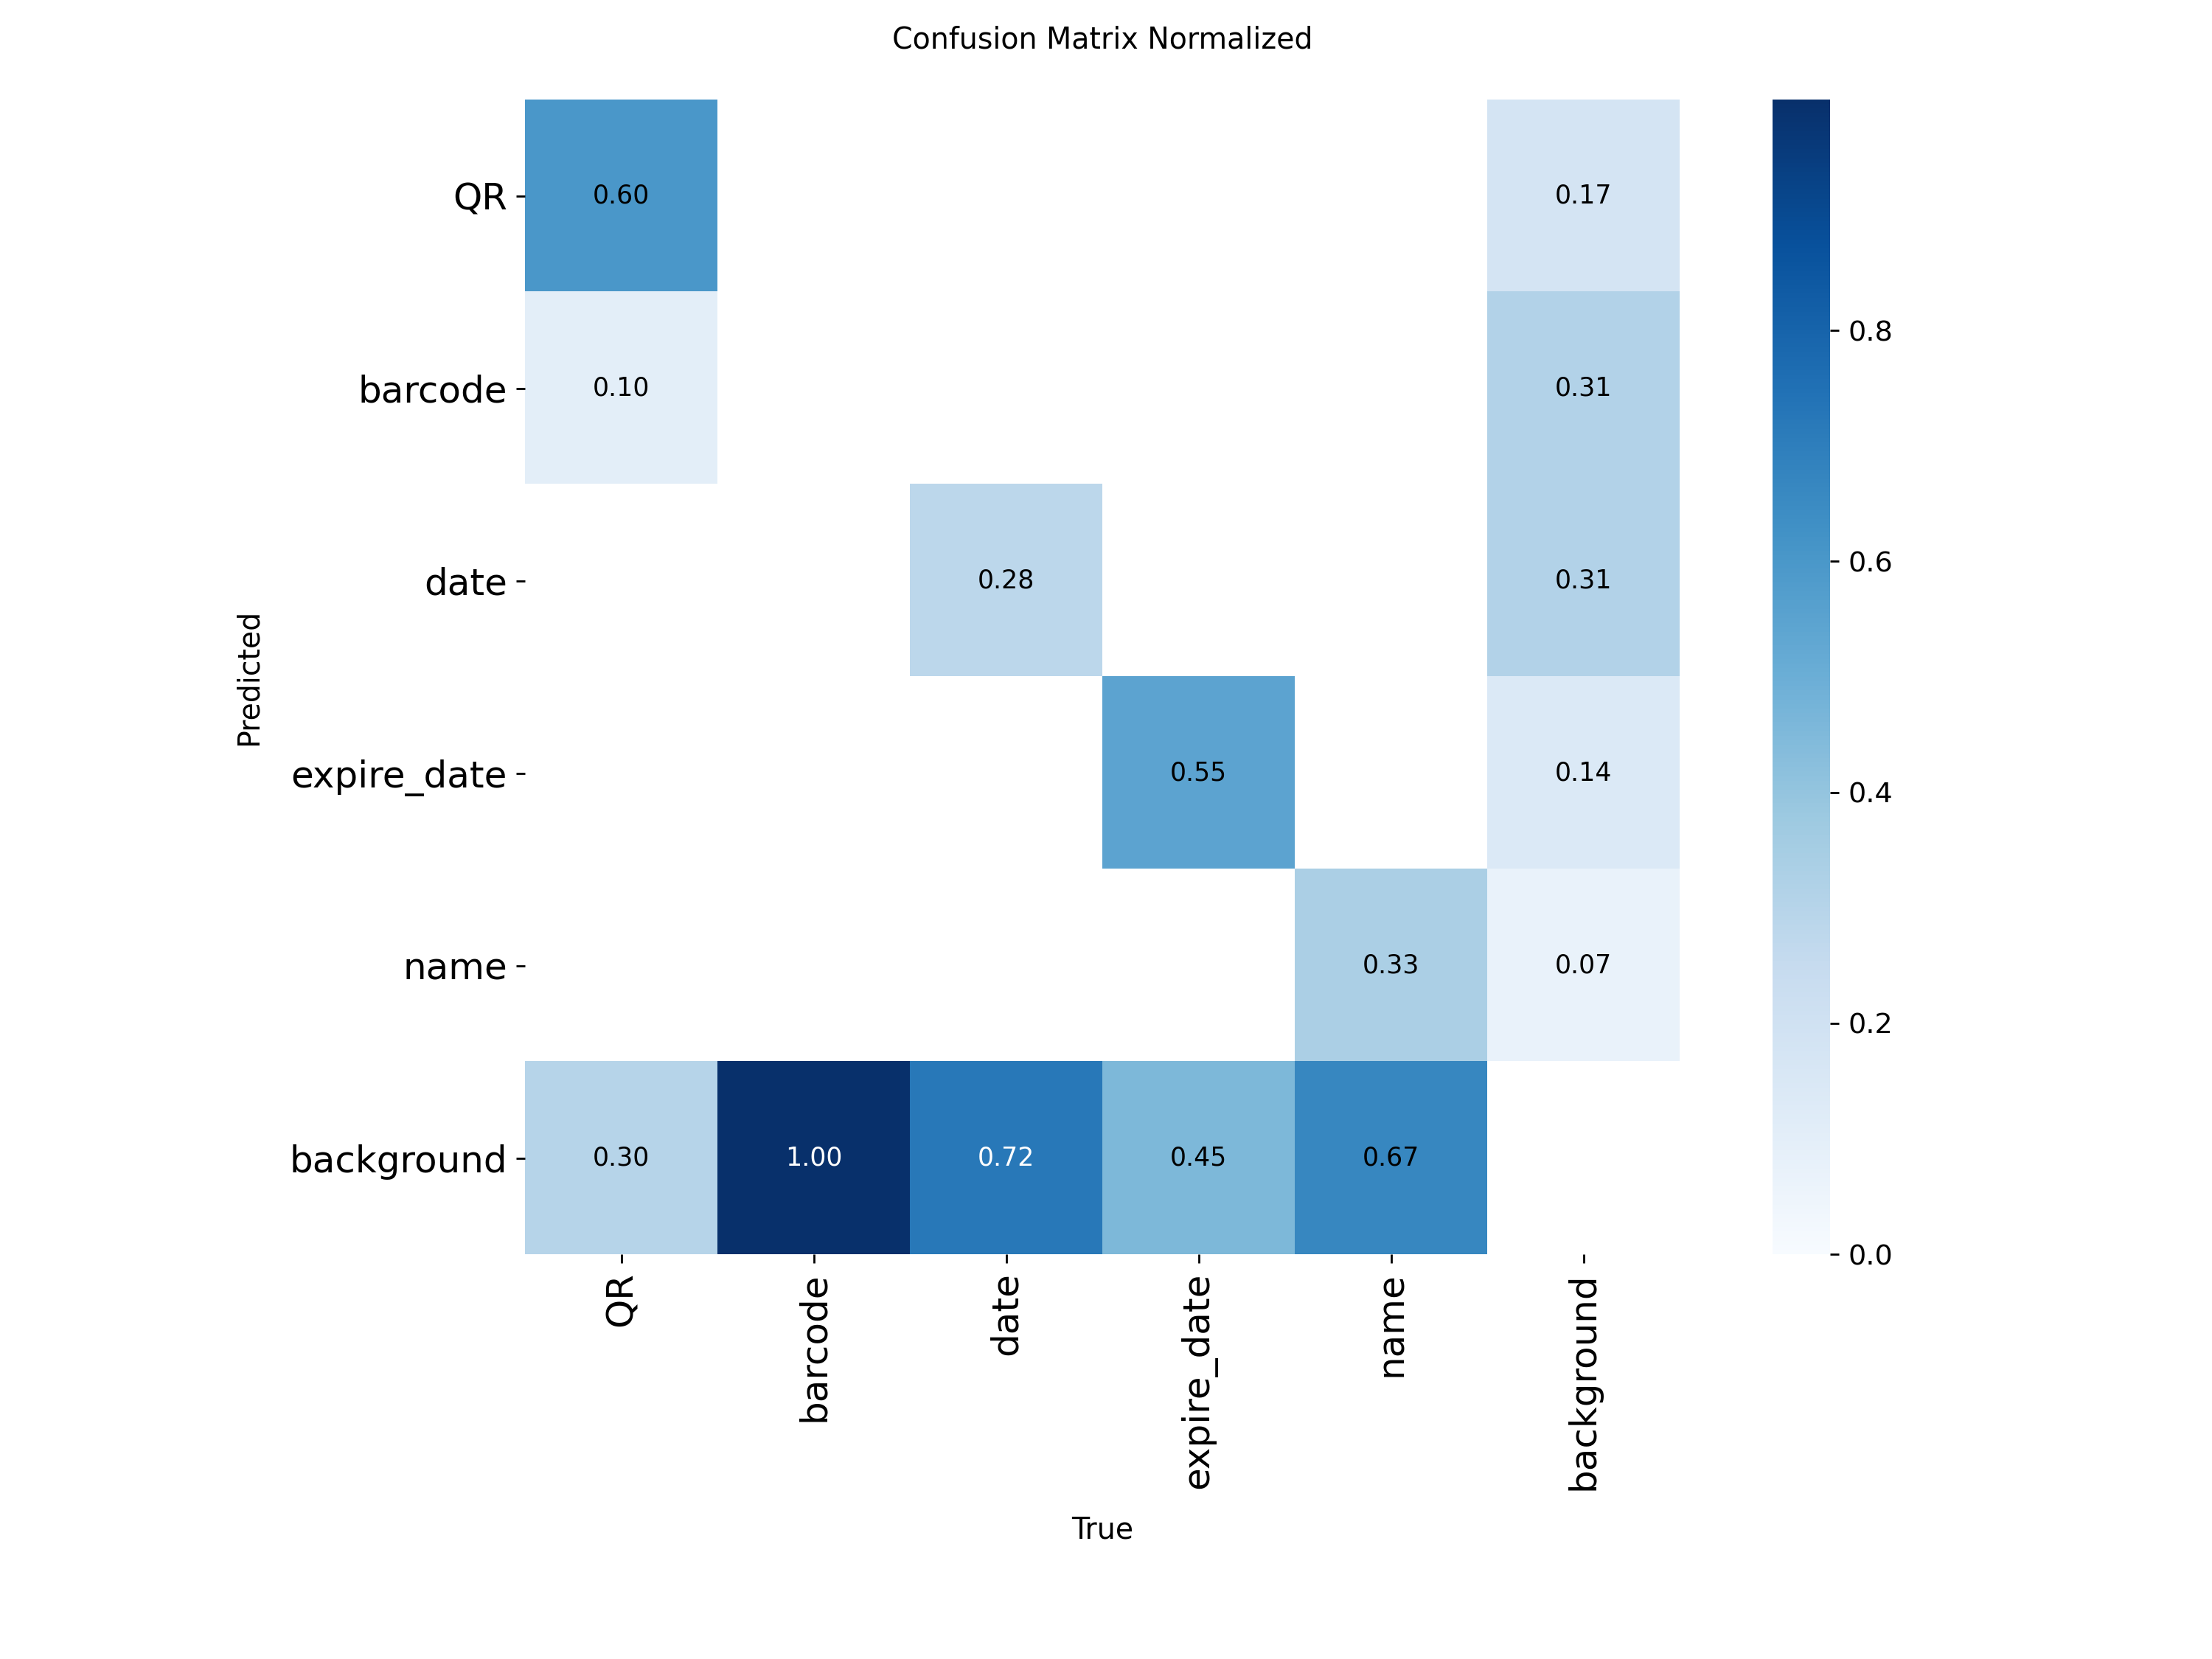 Confusion Matrix Normalized
QR
0.60
0.17
0.8
barcode
0.10
0.31
date
0.28
0.31
0.6
Predicted
expire_date
0.55
0.14
0.4
name
0.33
0.07
0.2
background
0.30
1.00
0.72
0.45
0.67
0.0
QR
barcode
date
expire_date
name
background
True